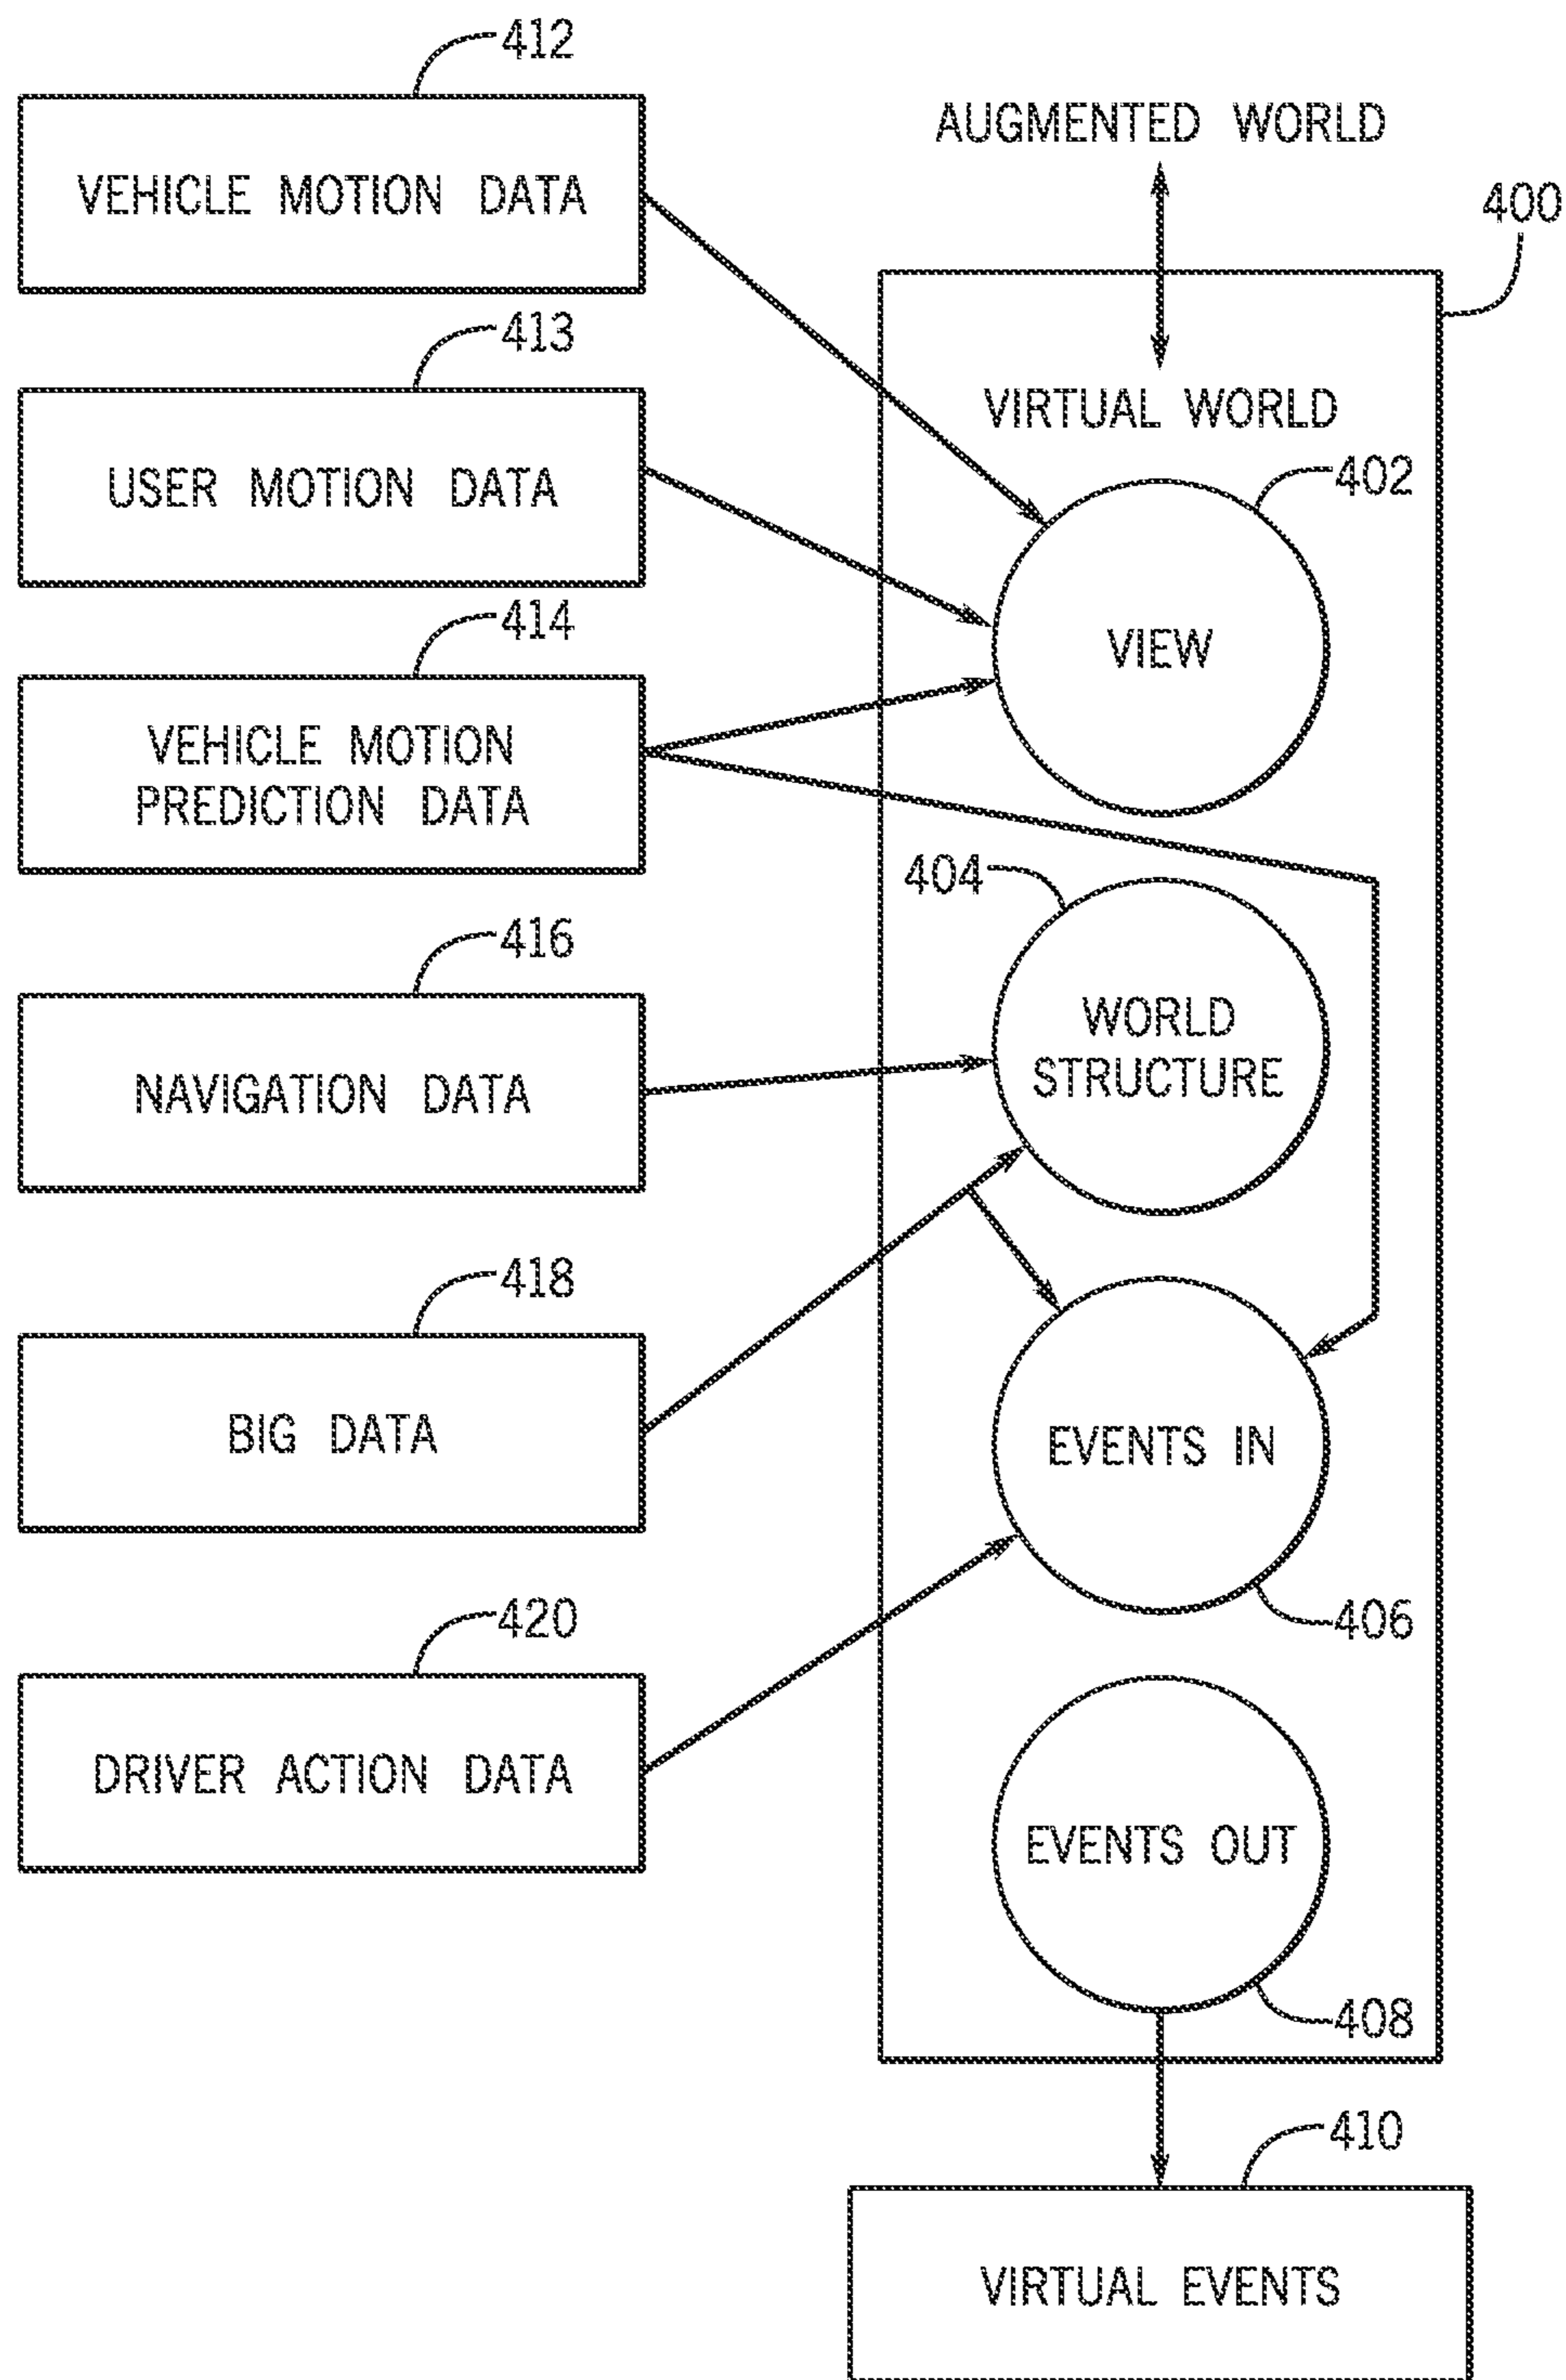 412
VEHICLE MOTION DATA
413
USER MOTION DATA
414
VEHICLE MOTION
PREDICTION DATA
416
NAVIGATION DATA
418
BIG DATA
420
DRIVER ACTION DATA
AUGMENTED WORLD
400
VIRTUAL WORLD
402
VIEW
404
WORLD
STRUCTURE
EVENTS IN
406
EVENTS OUT
408
410
VIRTUAL EVENTS